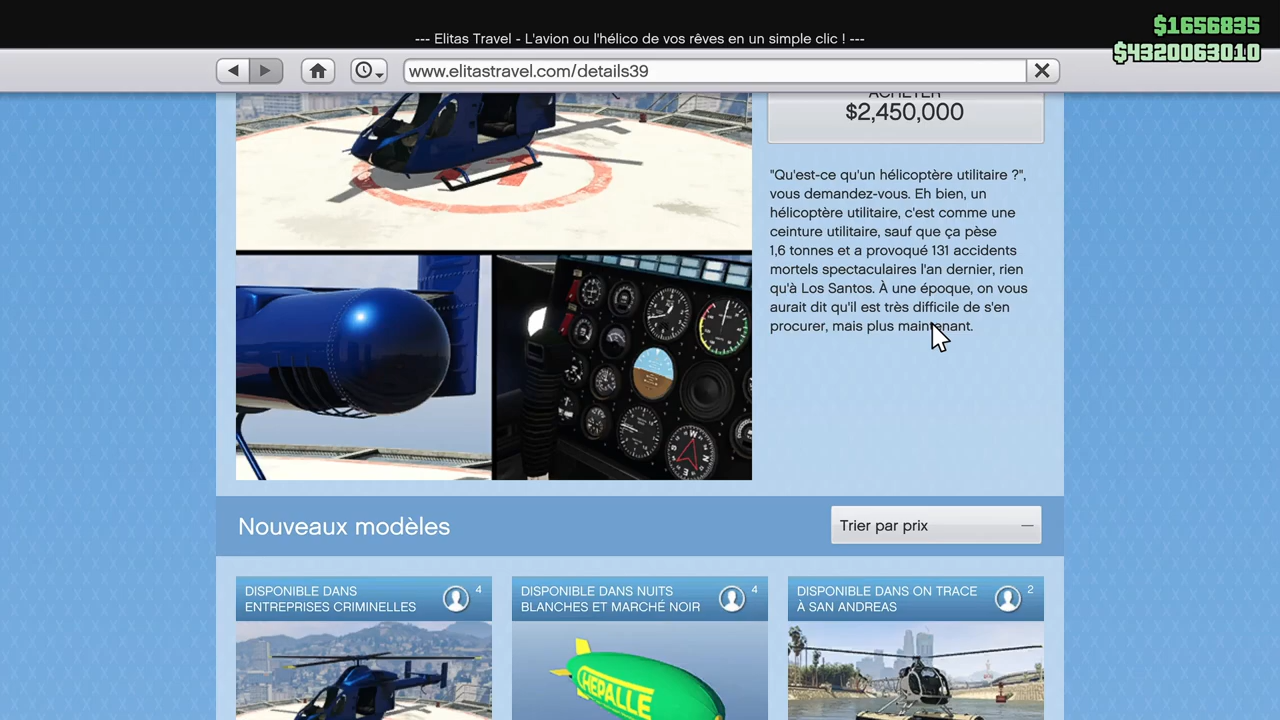 $1656835
--- Elitas Travel - L'avion ou l'hélico de vos rêves en un simple clic ! ---
$4320063010
www.elitastravel.com/details39
ACHETER
$2,450,000
"Qu'est-ce qu'un hélicoptère utilitaire ?",
vous demandez-vous. Eh bien, un
hélicoptère utilitaire, c'est comme une
ceinture utilitaire, sauf que ça pèse
1,6 tonnes et a provoqué 131 accidents
mortels spectaculaires l'an dernier, rien
qu'à Los Santos. À une époque, on vous
aurait dit qu'il est très difficile de s'en
procurer, mais plus maintenant.
Nouveaux modèles
Trier par prix
DISPONIBLE DANS
ENTREPRISES CRIMINELLES
4
DISPONIBLE DANS NUITS
BLANCHES ET MARCHÉ NOIR
4
DISPONIBLE DANS ON TRACE
À SAN ANDREAS
2
CHEPALLE